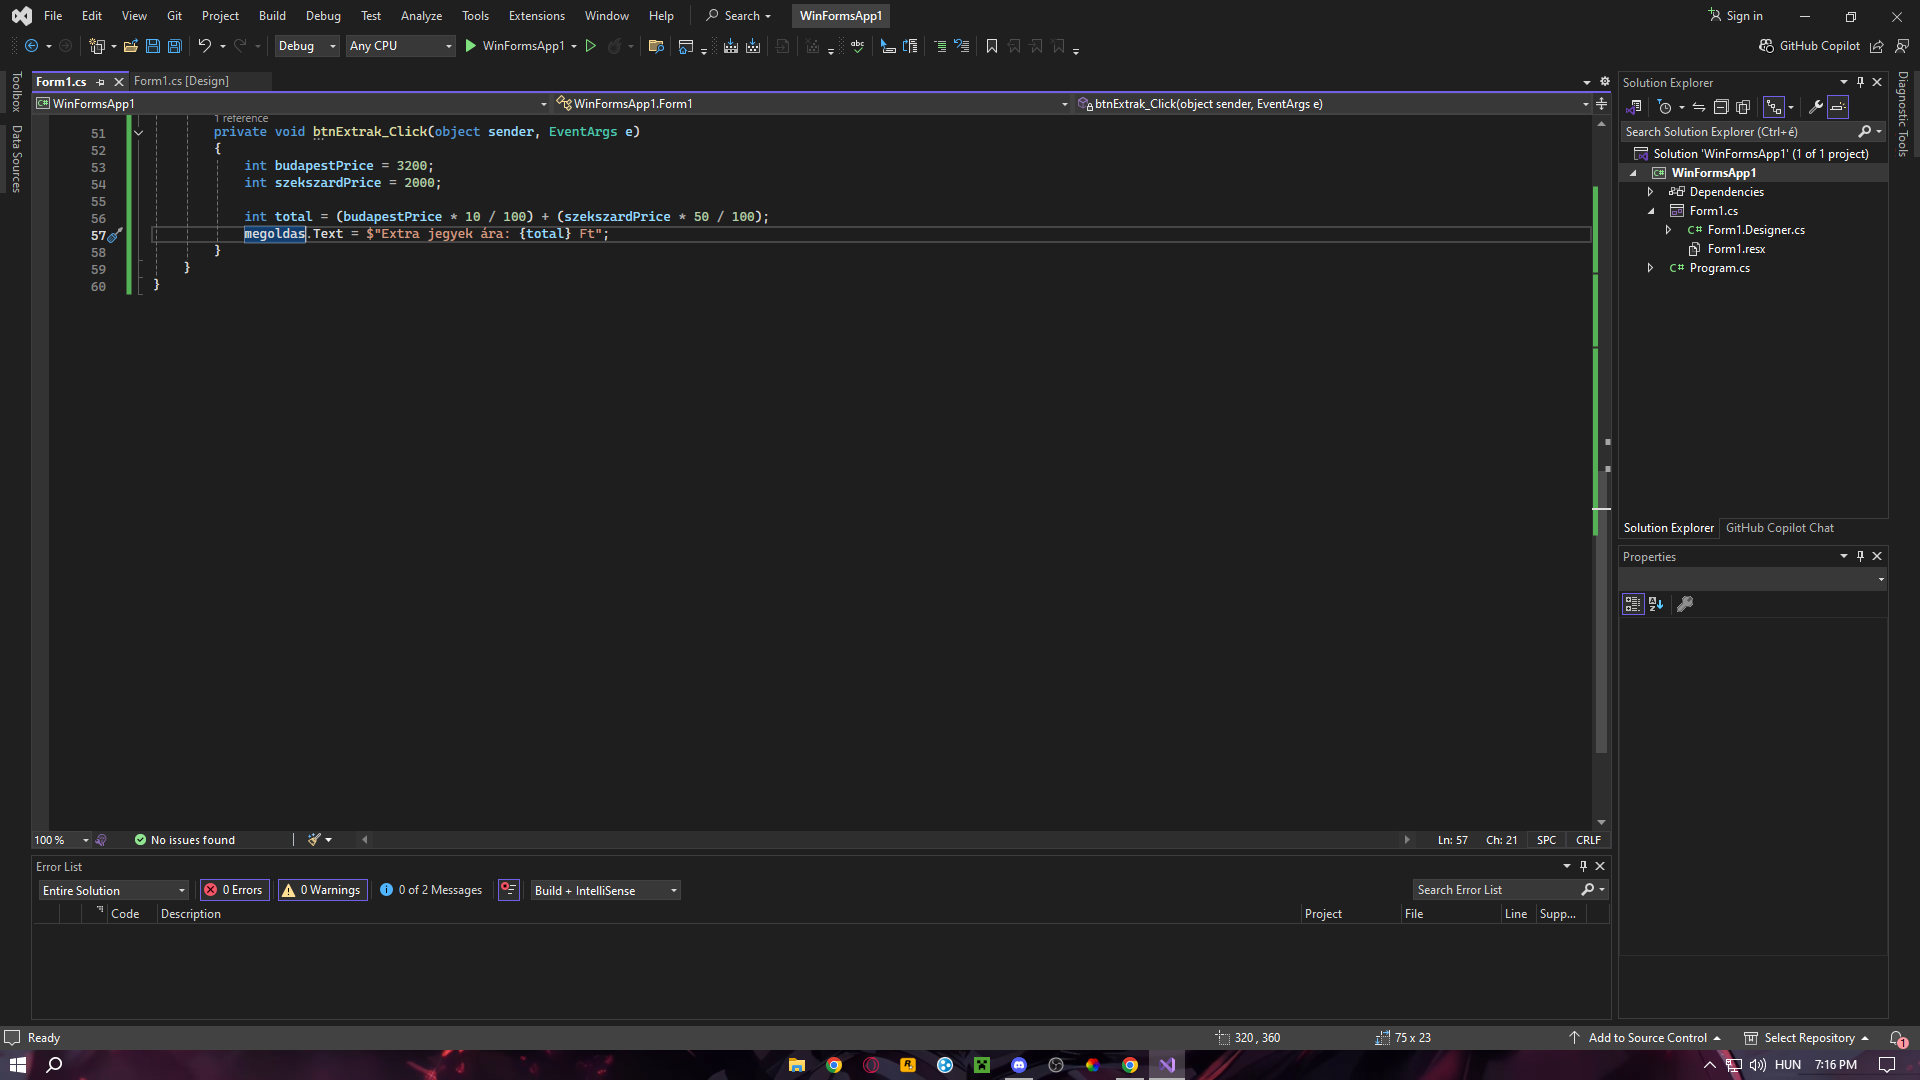 File Edit View Git Project Build Debug Test Analyze Tools Extensions Window Help Search WinFormsApp1 Sign in
Debug Any CPU WinFormsApp1 GitHub Copilot
Toolbox
Data Sources
Form1.cs Form1.cs [Design]
WinFormsApp1 WinFormsApp1.Form1 btnExtrak_Click(object sender, EventArgs e)
1 reference
51 private void btnExtrak_Click(object sender, EventArgs e)
52 {
53 int budapestPrice = 3200;
54 int szekszardPrice = 2000;
55
56 int total = (budapestPrice * 10 / 100) + (szekszardPrice * 50 / 100);
57 megoldas.Text = $"Extra jegyek ára: {total} Ft";
58 }
59 }
60 }
100 % No issues found Ln: 57 Ch: 21 SPC CRLF
Error List
Entire Solution 0 Errors 0 Warnings 0 of 2 Messages Build + IntelliSense Search Error List
Code Description Project File Line Supp...
Solution Explorer
Search Solution Explorer (Ctrl+é)
Solution 'WinFormsApp1' (1 of 1 project)
WinFormsApp1
Dependencies
Form1.cs
C# Form1.Designer.cs
Form1.resx
C# Program.cs
Solution Explorer GitHub Copilot Chat
Properties
Diagnostic Tools
Ready 320 , 360 75 x 23 Add to Source Control Select Repository 1
HUN 7:16 PM